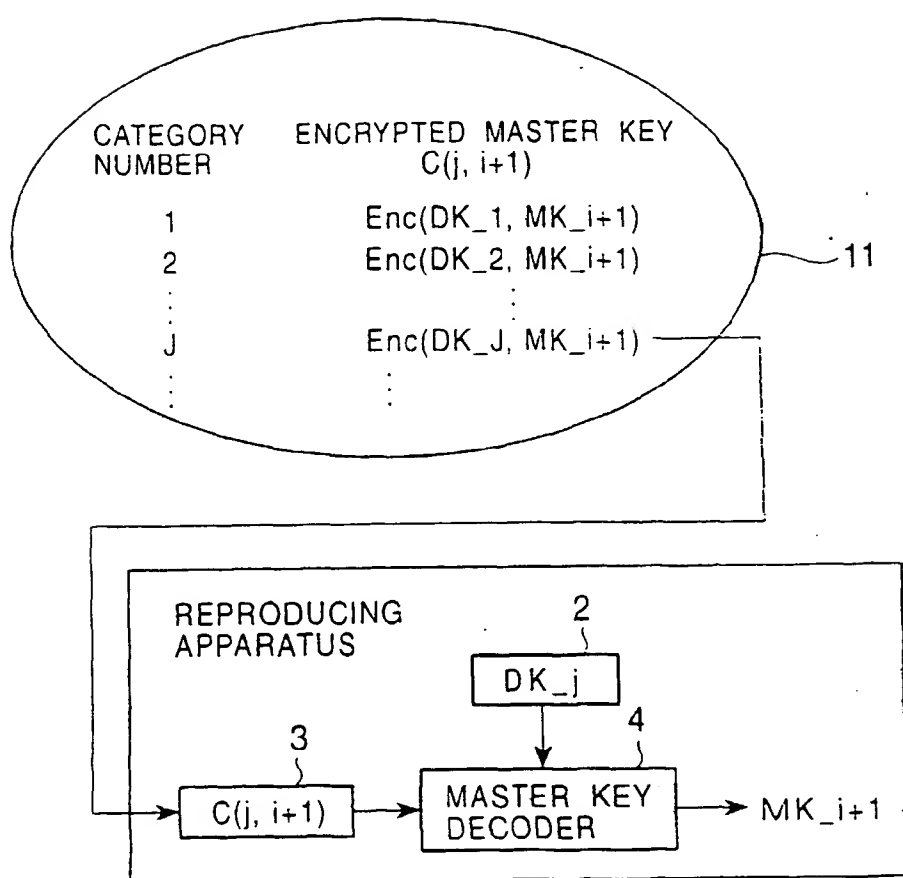 CATEGORY NUMBER ENCRYPTED MASTER KEY C(j, i+1)
1 Enc(DK_1, MK_i+1)
2 Enc(DK_2, MK_i+1)
J Enc(DK_J, MK_i+1)
11
REPRODUCING
APPARATUS
2
DK_j
3
C(j, i+1)
4
MASTER KEY
DECODER
MK_i+1